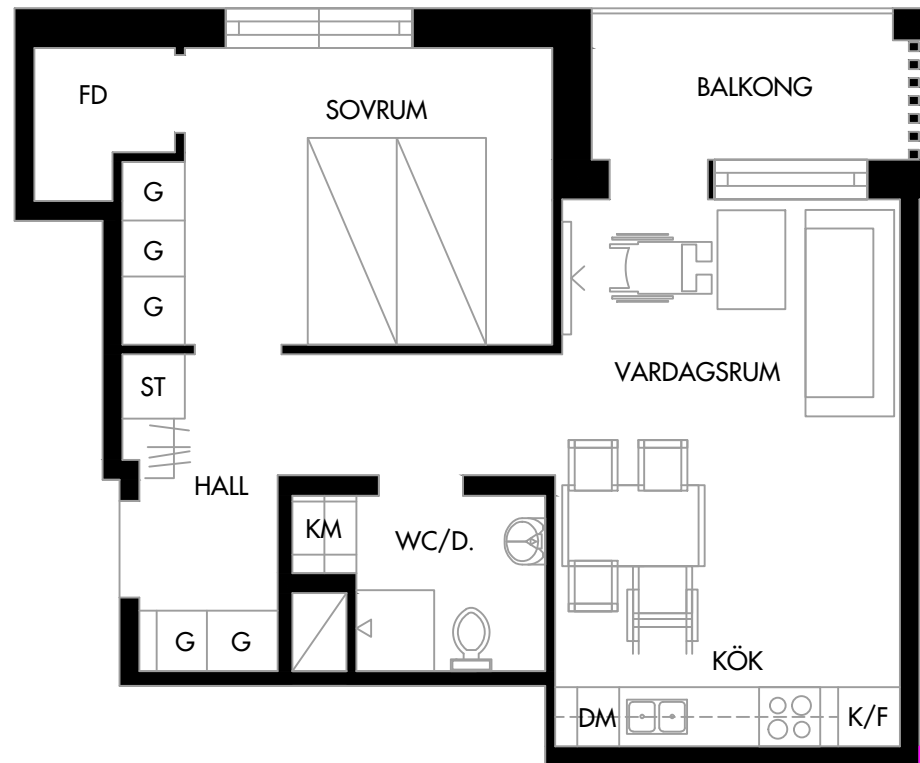 FD
SOVRUM
BALKONG
G
G
G
VARDAGSRUM
ST
HALL
KM
WC/D.
G
G
KÖK
DM
K/F